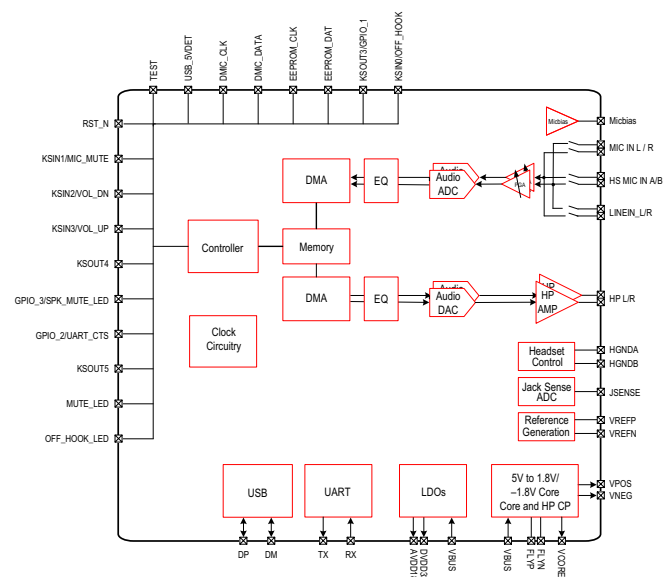 TEST
USB_5VDET
DMIC_CLK
DMIC_DATA
EEPROM_CLK
EEPROM_DAT
KSOUT3/GPIO_1
KSIN0/OFF_HOOK
RST_N
KSIN1/MIC_MUTE
KSIN2/VOL_DN
KSIN3/VOL_UP
KSOUT4
GPIO_3/SPK_MUTE_LED
GPIO_2/UART_CTS
KSOUT5
MUTE_LED
OFF_HOOK_LED
Micbias
Micbias
MIC IN L / R
HS MIC IN A/B
LINEIN_L/R
DMA
EQ
Audio
Audio
ADC
PGA
Controller
Memory
DMA
EQ
Audio
DAC
HP
AMP
HP L/R
Clock
Circuitry
Headset
Control
HGNDA
HGNDB
Jack Sense
ADC
JSENSE
Reference
Generation
VREFP
VREFN
USB
UART
LDOs
5V to 1.8V/
–1.8V Core
Core and HP CP
VPOS
VNEG
DP
DM
TX
RX
AVDD1
DVDD3
VBUS
VBUS
FLYP
FLYN
VCORE